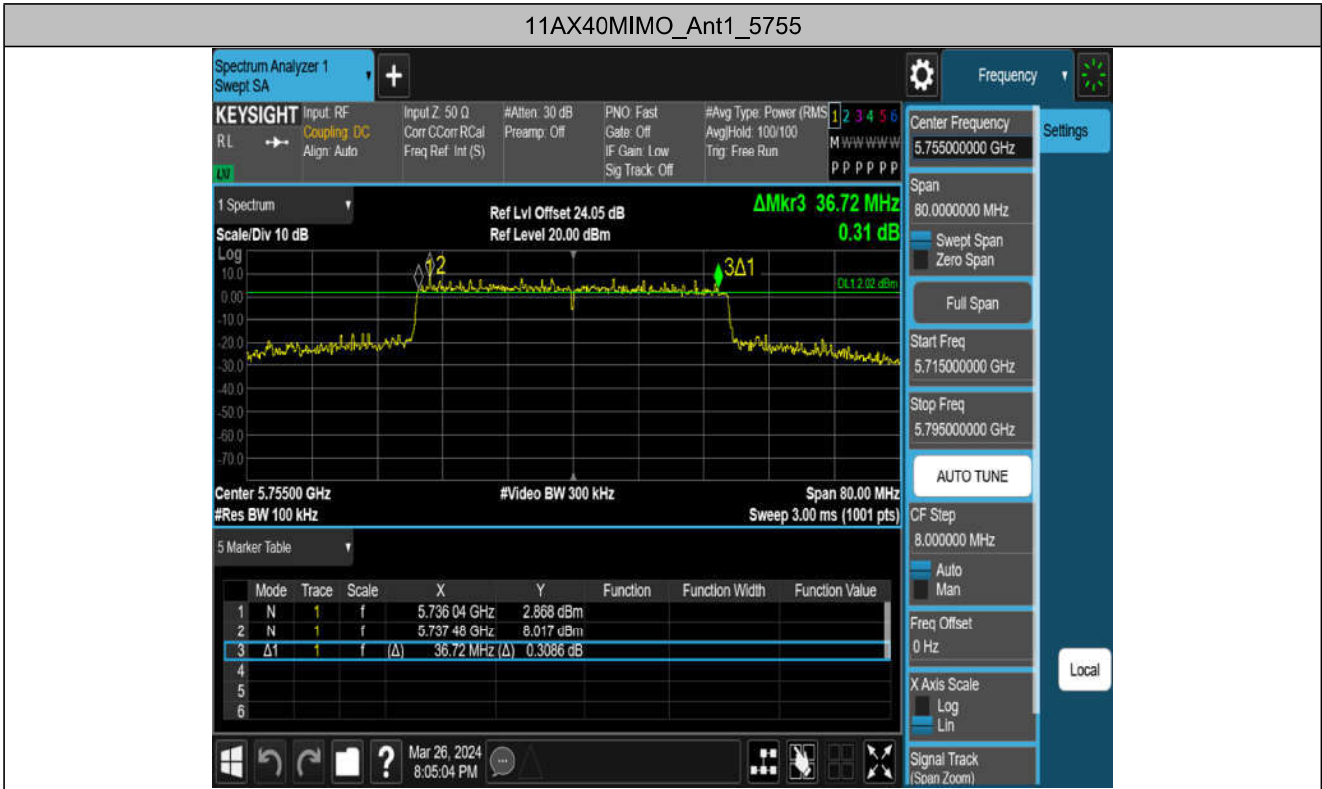 11AX40MIMO_Ant1_5755
Spectrum Analyzer 1
Swept SA
+
Frequency
KEYSIGHT
RL
Input: RF
Coupling: DC
Align: Auto
Input Z: 50 Ω
Corr CCorr RCal
Freq Ref: Int (S)
#Atten: 30 dB
Preamp: Off
PNO: Fast
Gate: Off
IF Gain: Low
Sig Track: Off
#Avg Type: Power (RMS
Avg|Hold: 100/100
Trig: Free Run
1 2 3 4 5 6
M W W W W W
P P P P P P
1 Spectrum
Scale/Div 10 dB
Ref Lvl Offset 24.05 dB
Ref Level 20.00 dBm
ΔMkr3 36.72 MHz
0.31 dB
Log
10.0
0.00
-10.0
-20.0
-30.0
-40.0
-50.0
-60.0
-70.0
2
3Δ1
DL1 2.02 dBm
Center 5.75500 GHz
#Res BW 100 kHz
#Video BW 300 kHz
Span 80.00 MHz
Sweep 3.00 ms (1001 pts)
5 Marker Table
Mode Trace Scale X Y Function Function Width Function Value
1 N 1 f 5.736 04 GHz 2.868 dBm
2 N 1 f 5.737 48 GHz 8.017 dBm
3 Δ1 1 f (Δ) 36.72 MHz (Δ) 0.3086 dB
4
5
6
Mar 26, 2024
8:05:04 PM
?
Center Frequency
5.755000000 GHz
Settings
Span
80.0000000 MHz
Swept Span
Zero Span
Full Span
Start Freq
5.715000000 GHz
Stop Freq
5.795000000 GHz
AUTO TUNE
CF Step
8.000000 MHz
Auto
Man
Freq Offset
0 Hz
Local
X Axis Scale
Log
Lin
Signal Track
(Span Zoom)